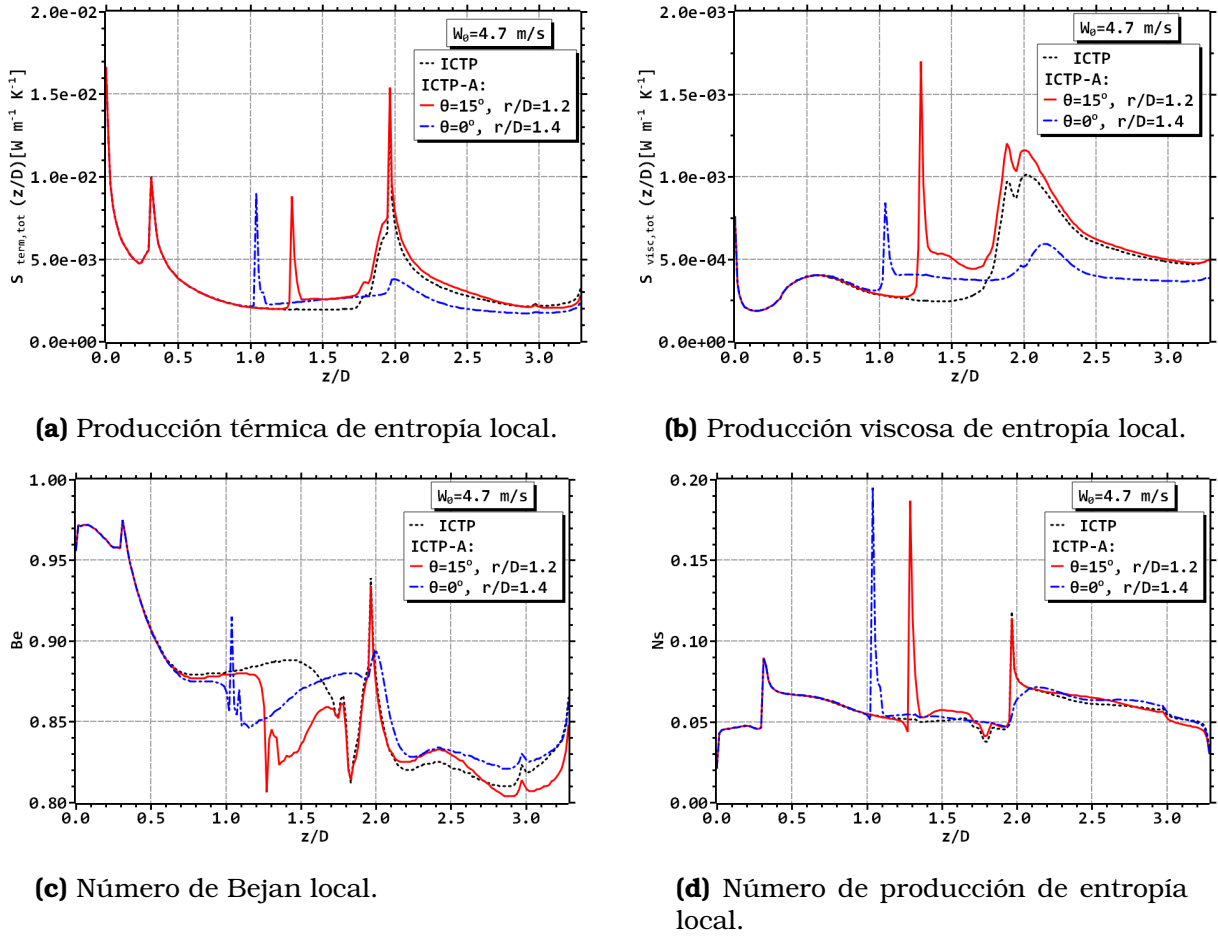 2.0e-02
1.5e-02
1.0e-02
5.0e-03
0.0e+00
S term,tot (z/D)[W m⁻¹ K⁻¹]
W₀=4.7 m/s
ICTP
ICTP-A:
θ=15º, r/D=1.2
θ=0º, r/D=1.4
0.0 0.5 1.0 1.5 2.0 2.5 3.0
z/D
(a) Producción térmica de entropía local.
2.0e-03
1.5e-03
1.0e-03
5.0e-04
0.0e+00
S visc,tot (z/D)[W m⁻¹ K⁻¹]
W₀=4.7 m/s
ICTP
ICTP-A:
θ=15º, r/D=1.2
θ=0º, r/D=1.4
0.0 0.5 1.0 1.5 2.0 2.5 3.0
z/D
(b) Producción viscosa de entropía local.
1.00
0.95
0.90
0.85
0.80
Be
W₀=4.7 m/s
ICTP
ICTP-A:
θ=15º, r/D=1.2
θ=0º, r/D=1.4
0.0 0.5 1.0 1.5 2.0 2.5 3.0
z/D
(c) Número de Bejan local.
0.20
0.15
0.10
0.05
0.00
Ns
W₀=4.7 m/s
ICTP
ICTP-A:
θ=15º, r/D=1.2
θ=0º, r/D=1.4
0.0 0.5 1.0 1.5 2.0 2.5 3.0
z/D
(d) Número de producción de entropía
local.